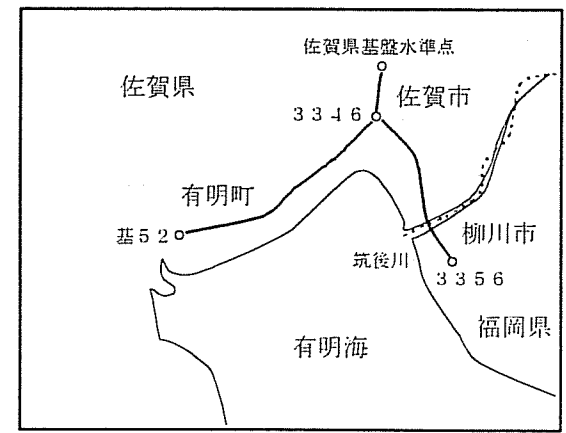 佐賀県基盤水準点
佐賀県
3346
佐賀市
有明町
基52
柳川市
筑後川
3356
福岡県
有明海